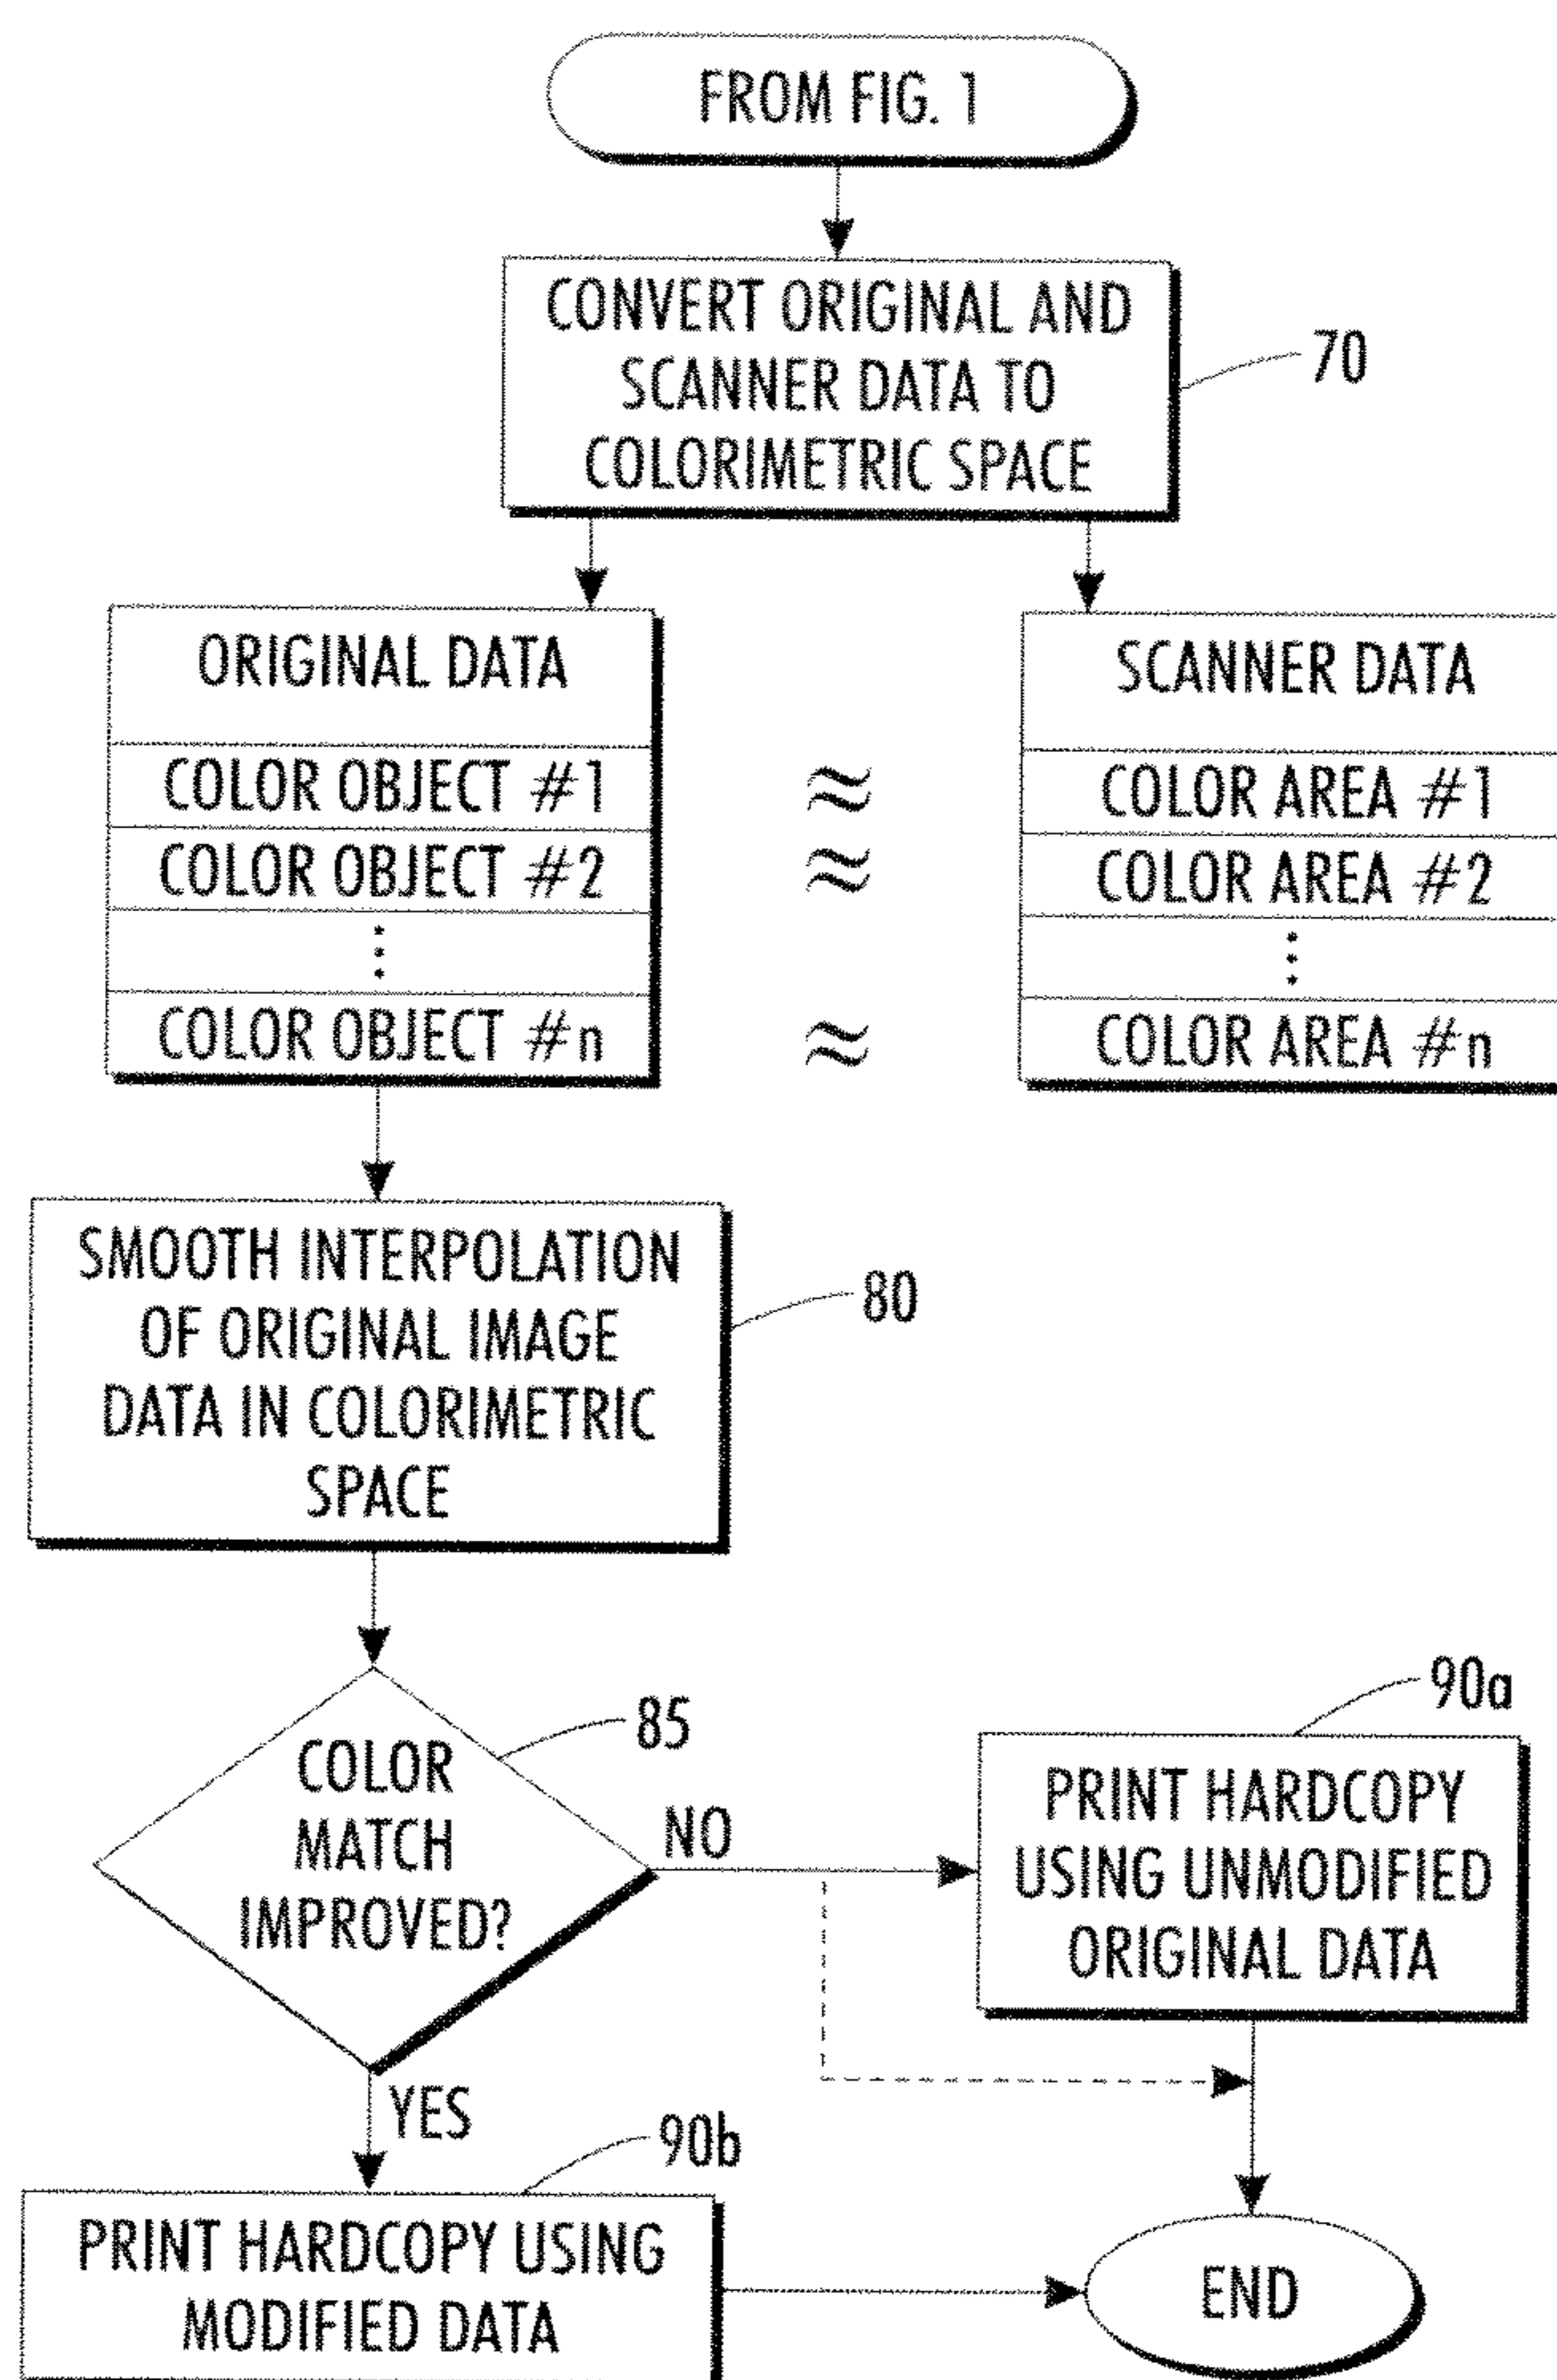 FROM FIG. 1
CONVERT ORIGINAL AND
SCANNER DATA TO
COLORIMETRIC SPACE
70
ORIGINAL DATA
COLOR OBJECT #1
COLOR OBJECT #2
⋮
COLOR OBJECT #n
≈
≈
≈
SCANNER DATA
COLOR AREA #1
COLOR AREA #2
⋮
COLOR AREA #n
SMOOTH INTERPOLATION
OF ORIGINAL IMAGE
DATA IN COLORIMETRIC
SPACE
80
COLOR
MATCH
IMPROVED?
85
NO
YES
90a
PRINT HARDCOPY
USING UNMODIFIED
ORIGINAL DATA
90b
PRINT HARDCOPY USING
MODIFIED DATA
END